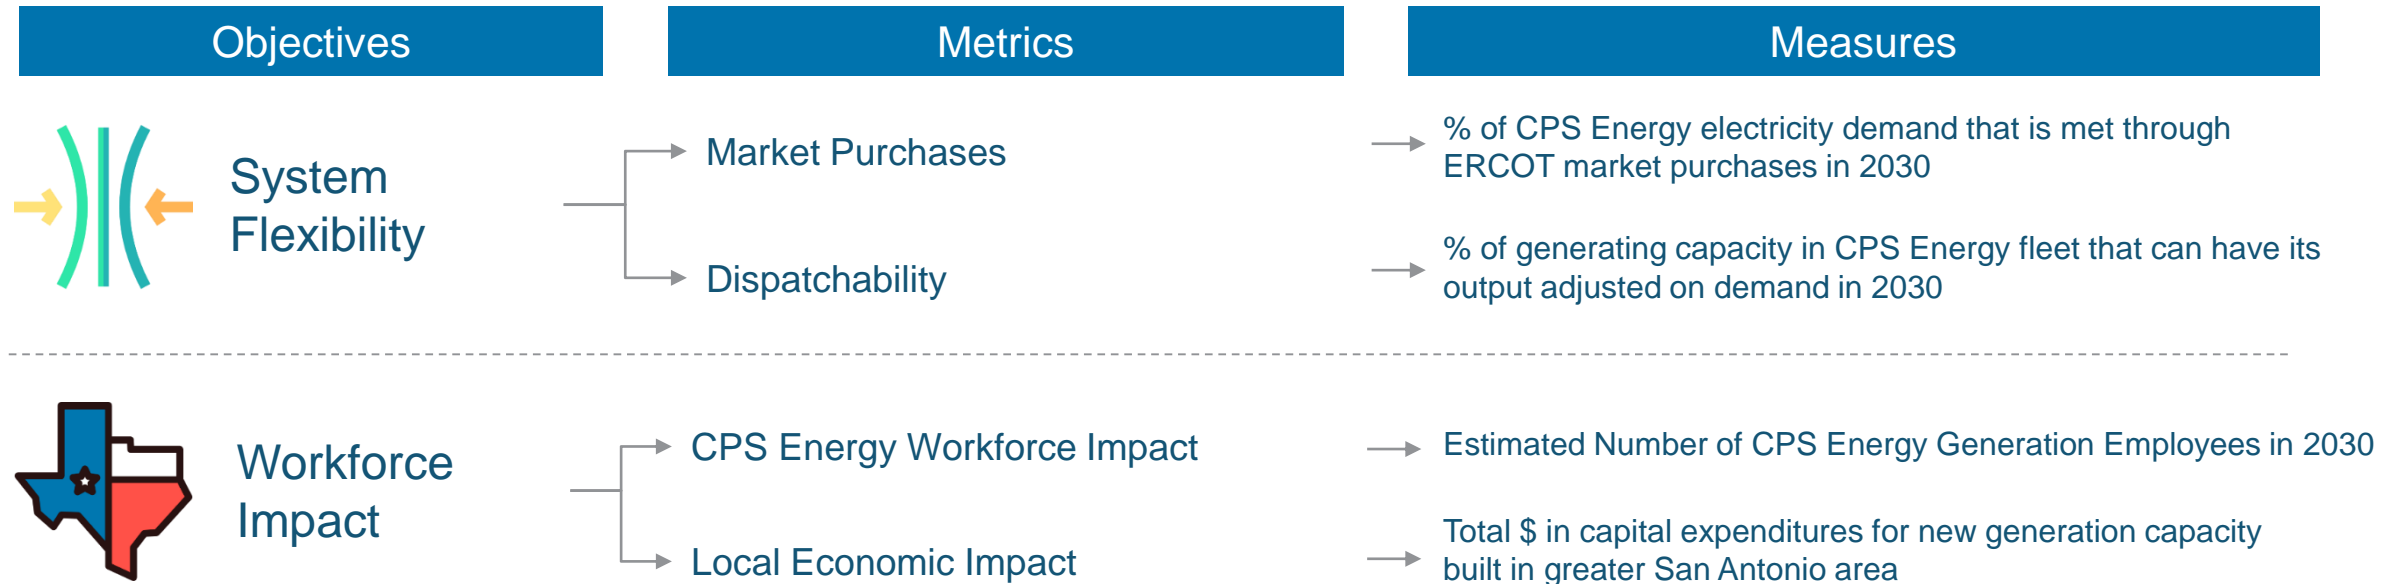 Objectives
Metrics
Measures
System
Flexibility
Market Purchases
% of CPS Energy electricity demand that is met through
ERCOT market purchases in 2030
Dispatchability
% of generating capacity in CPS Energy fleet that can have its
output adjusted on demand in 2030
Workforce
Impact
CPS Energy Workforce Impact
Estimated Number of CPS Energy Generation Employees in 2030
Local Economic Impact
Total $ in capital expenditures for new generation capacity
built in greater San Antonio area